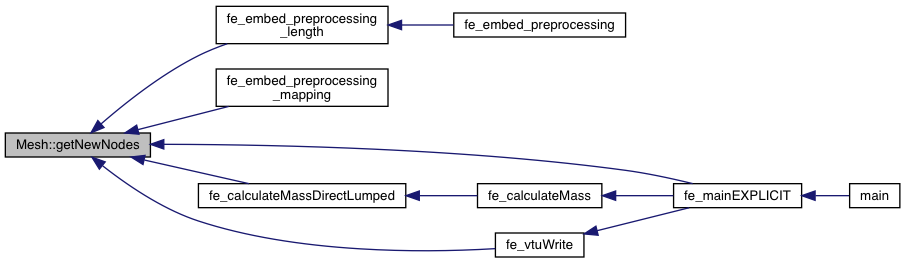 fe_embed_preprocessing
_length
fe_embed_preprocessing
fe_embed_preprocessing
_mapping
Mesh::getNewNodes
fe_calculateMassDirectLumped
fe_calculateMass
fe_mainEXPLICIT
main
fe_vtuWrite